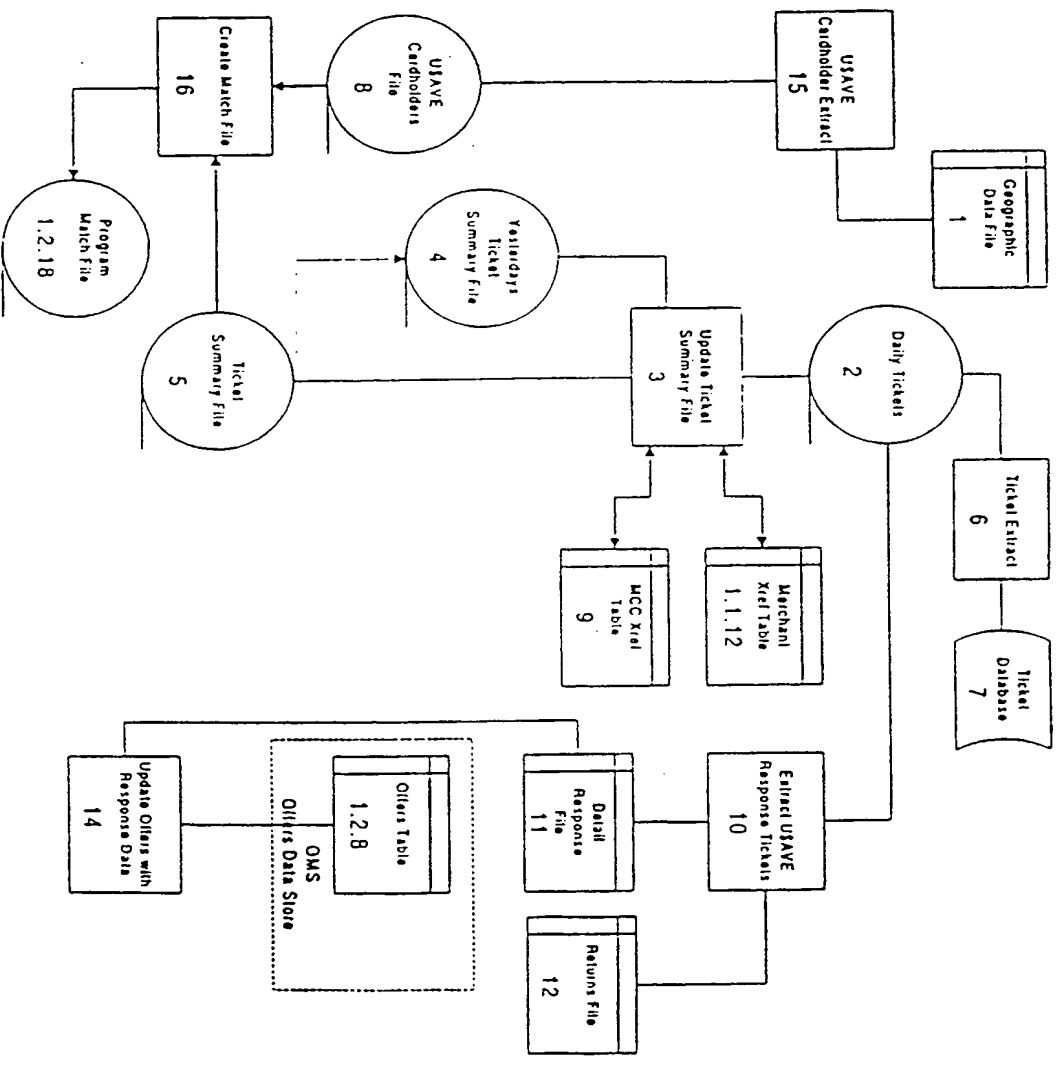 Geographic
Data File
1
USAVE
Cardholder Extract
15
USAVE
Cardholders
File
8
Create Match File
16
Program
Match File
1.2.18
Ticket Extract
6
Ticket
Database
7
Daily Tickets
2
Update Ticket
Summary File
3
Yesterdays
Ticket
Summary File
4
Ticket
Summary File
5
Merchant
Xref Table
1.1.12
MCC Xref
Table
9
Extract USAVE
Response Tickets
10
Detail
Response
File
11
Returns File
12
Offers Table
1.2.8
OMS
Offers Data Store
Update Offers with
Response Data
14